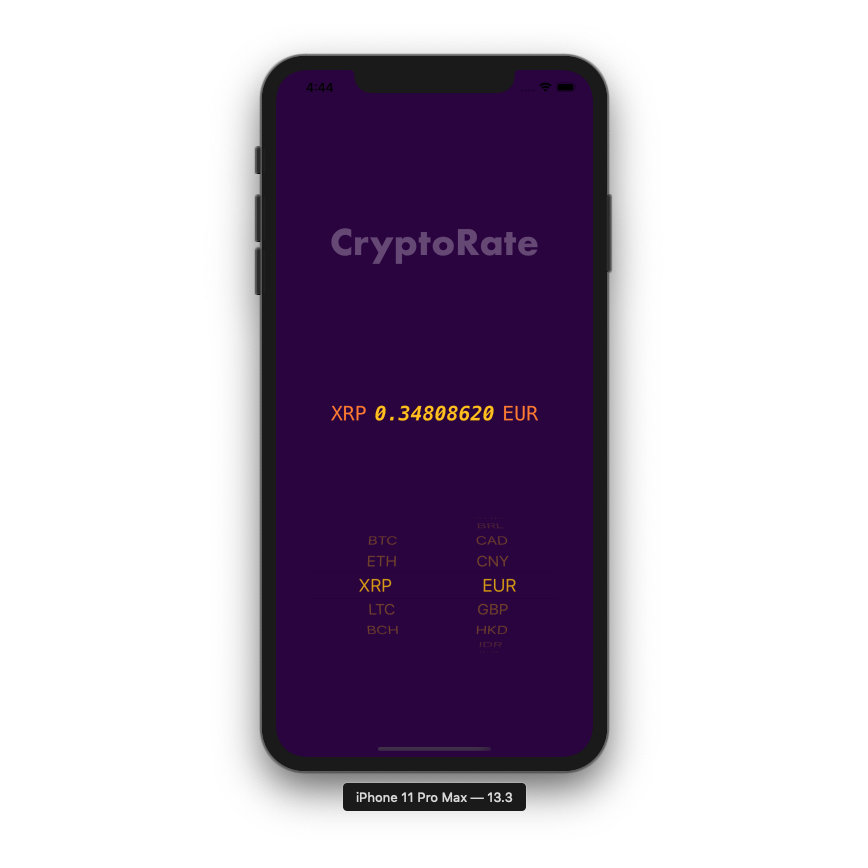 4:44
CryptoRate
XRP 0.34808620 EUR
BRL
BTC CAD
ETH CNY
XRP EUR
LTC GBP
BCH HKD
IDR
iPhone 11 Pro Max — 13.3